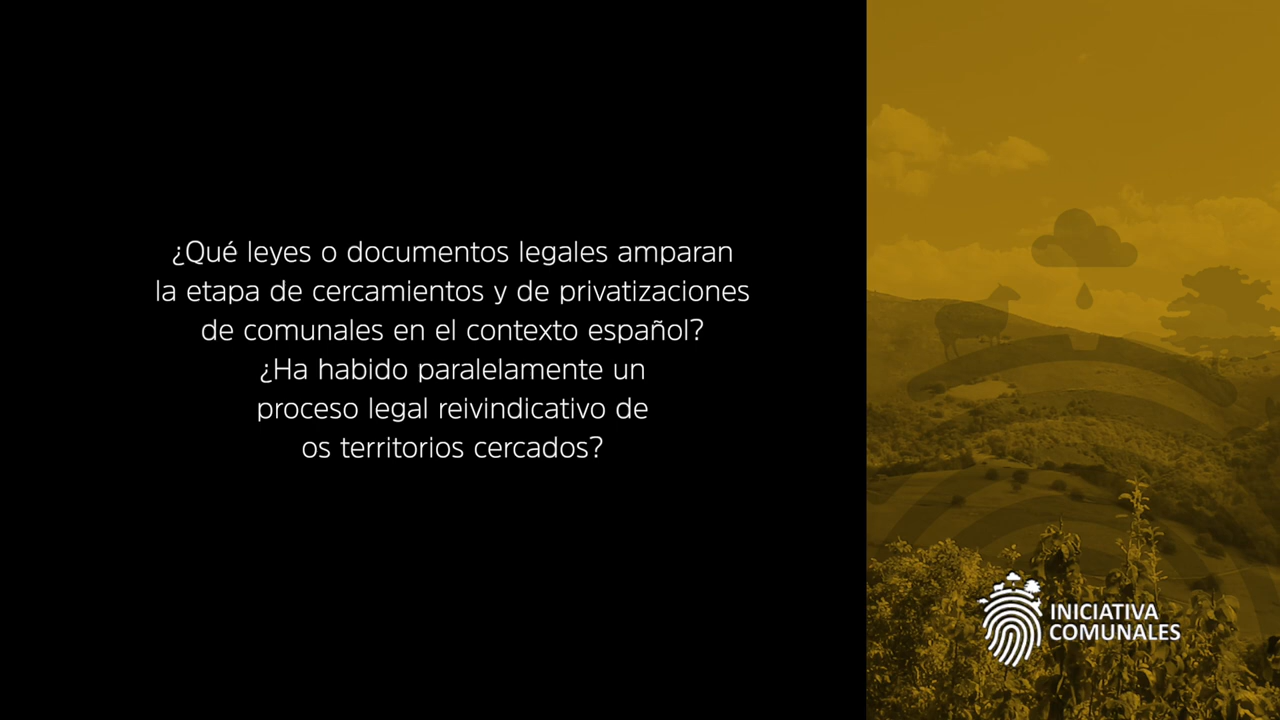 ¿Qué leyes o documentos legales amparan
la etapa de cercamientos y de privatizaciones
de comunales en el contexto español?
¿Ha habido paralelamente un
proceso legal reivindicativo de
os territorios cercados?
INICIATIVA
COMUNALES